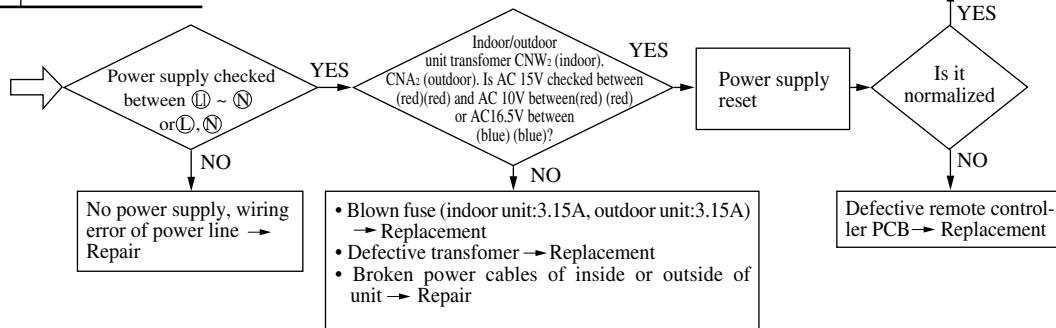 YES
Power supply checked
between Ⓛ1 ~ Ⓝ
orⓁ,Ⓝ
YES
NO
No power supply, wiring
error of power line →
Repair
Indoor/outdoor
unit transfomer CNW₂ (indoor).
CNA₂ (outdoor). Is AC 15V checked between
(red)(red) and AC 10V between(red) (red)
or AC16.5V between
(blue) (blue)?
YES
NO
• Blown fuse (indoor unit:3.15A, outdoor unit:3.15A)
→ Replacement
• Defective transfomer → Replacement
• Broken power cables of inside or outside of
unit → Repair
Power supply
reset
Is it
normalized
NO
Defective remote control-
ler PCB → Replacement